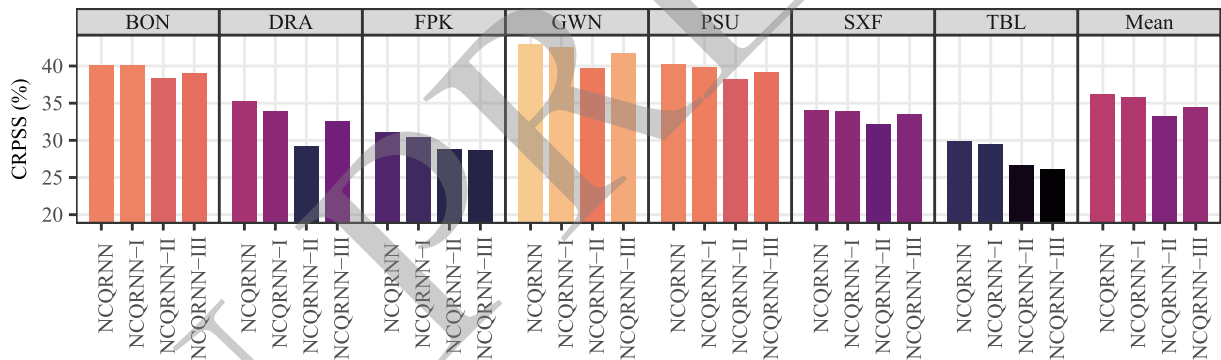 BON DRA FPK GWN PSU SXF TBL Mean
CRPSS (%)
40
35
30
25
20
NCQRNN NCQRNN−I NCQRNN−II NCQRNN−III NCQRNN NCQRNN−I NCQRNN−II NCQRNN−III NCQRNN NCQRNN−I NCQRNN−II NCQRNN−III NCQRNN NCQRNN−I NCQRNN−II NCQRNN−III NCQRNN NCQRNN−I NCQRNN−II NCQRNN−III NCQRNN NCQRNN−I NCQRNN−II NCQRNN−III NCQRNN NCQRNN−I NCQRNN−II NCQRNN−III NCQRNN NCQRNN−I NCQRNN−II NCQRNN−III